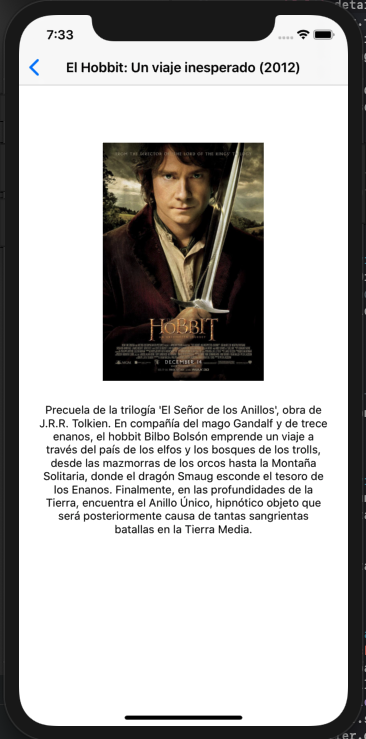 7:33
El Hobbit: Un viaje inesperado (2012)
FROM THE DIRECTOR OF THE LORD OF THE RINGS
THE
HOBBIT
DECEMBER 14
Precuela de la trilogía 'El Señor de los Anillos', obra de
J.R.R. Tolkien. En compañía del mago Gandalf y de trece
enanos, el hobbit Bilbo Bolsón emprende un viaje a
través del país de los elfos y los bosques de los trolls,
desde las mazmorras de los orcos hasta la Montaña
Solitaria, donde el dragón Smaug esconde el tesoro de
los Enanos. Finalmente, en las profundidades de la
Tierra, encuentra el Anillo Único, hipnótico objeto que
será posteriormente causa de tantas sangrientas
batallas en la Tierra Media.